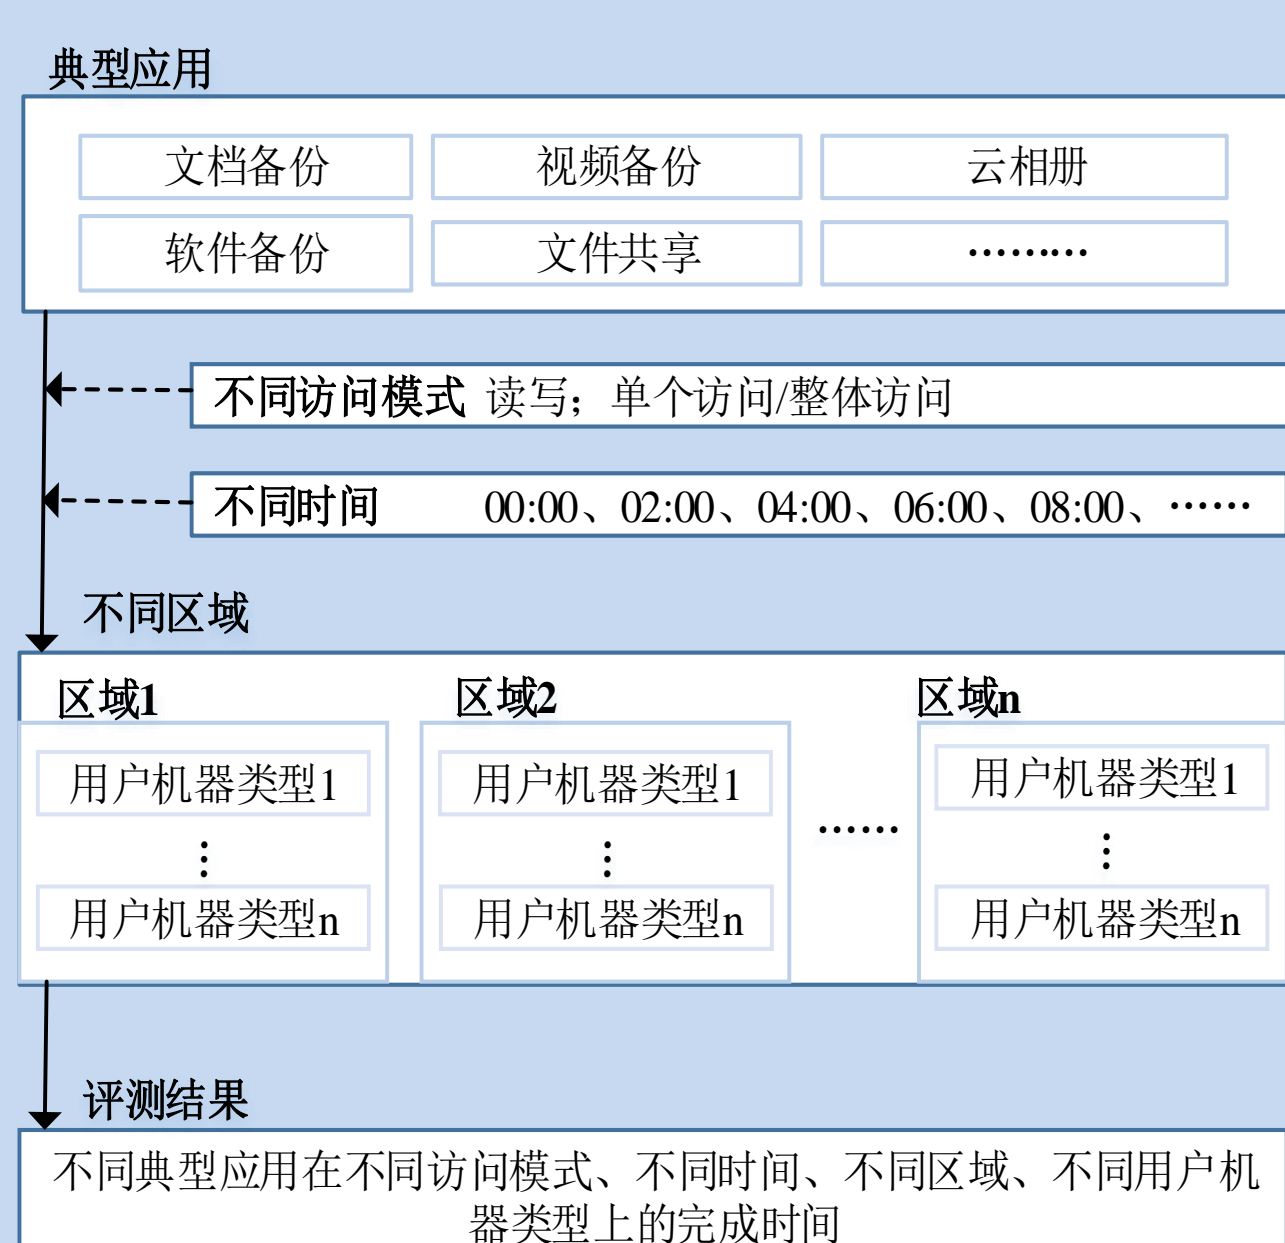 典型应用
文档备份 视频备份 云相册
软件备份 文件共享 ………
不同访问模式 读写；单个访问/整体访问
不同时间 00:00、02:00、04:00、06:00、08:00、……
不同区域
区域1 区域2 区域n
用户机器类型1 用户机器类型1 …… 用户机器类型1
⋮ ⋮ ⋮
用户机器类型n 用户机器类型n 用户机器类型n
评测结果
不同典型应用在不同访问模式、不同时间、不同区域、不同用户机
器类型上的完成时间